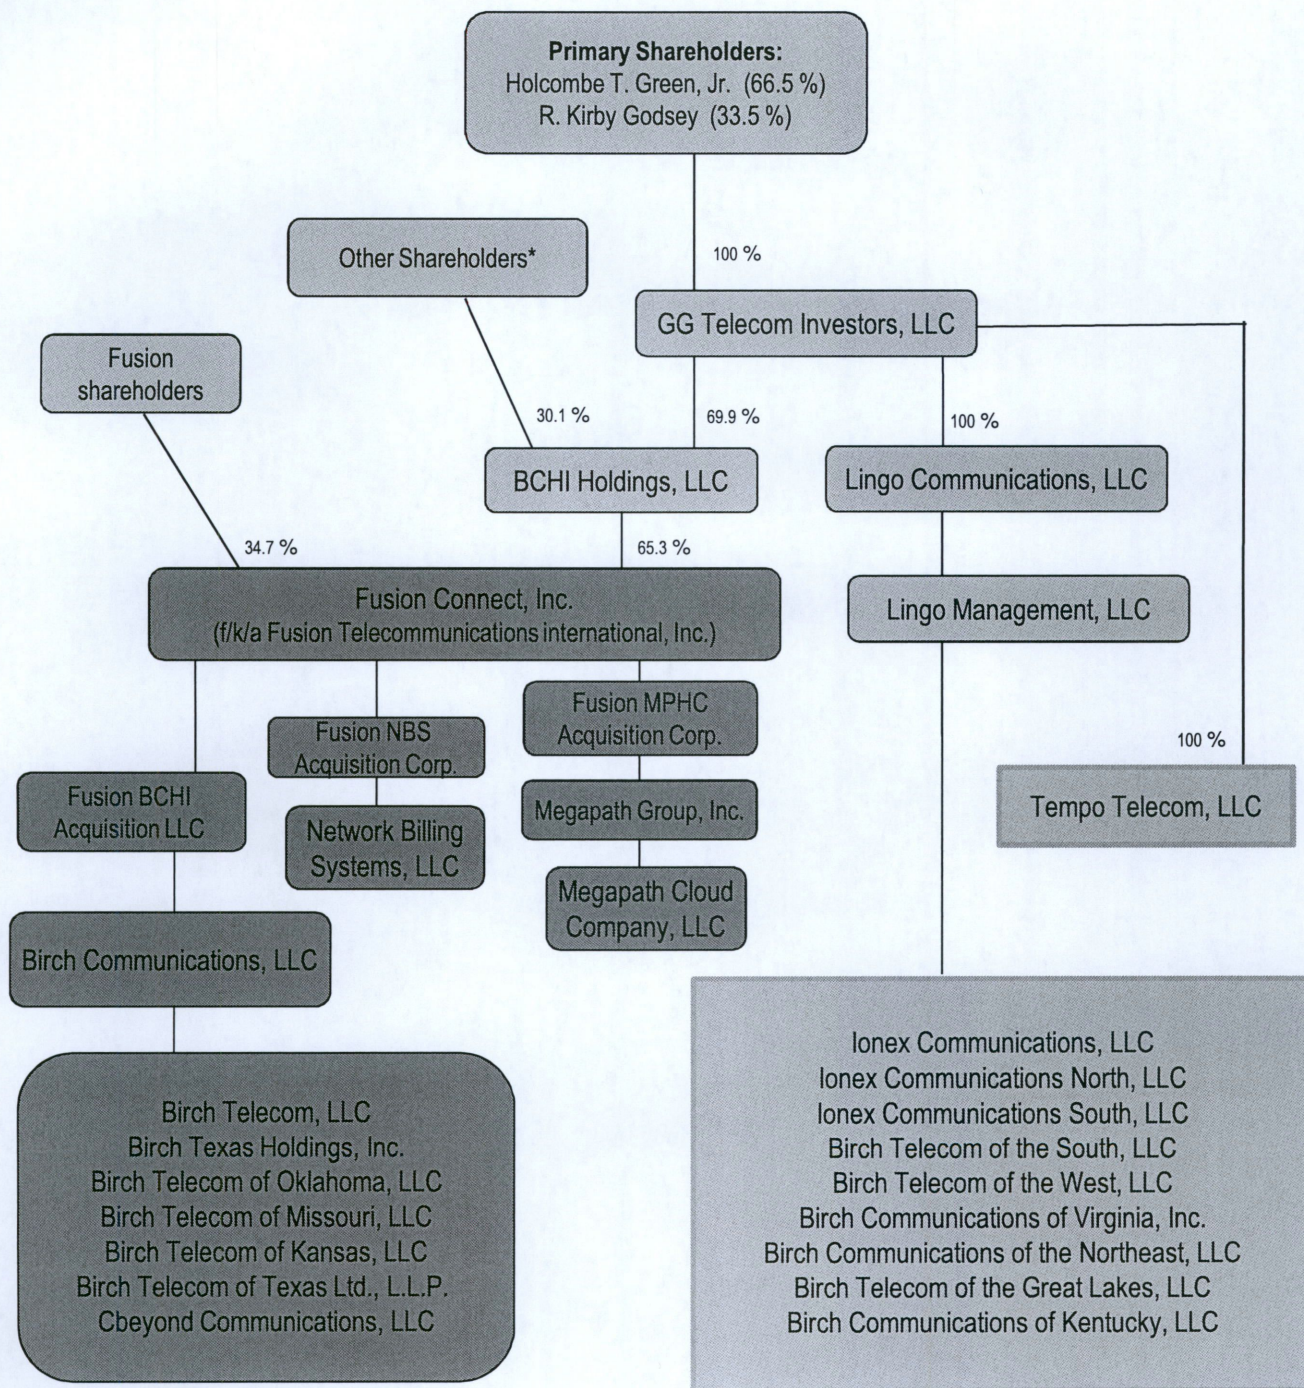 Primary Shareholders:
Holcombe T. Green, Jr. (66.5 %)
R. Kirby Godsey (33.5 %)
Other Shareholders*
100 %
GG Telecom Investors, LLC
Fusion
shareholders
30.1 %
69.9 %
100 %
BCHI Holdings, LLC
Lingo Communications, LLC
34.7 %
65.3 %
Fusion Connect, Inc.
(f/k/a Fusion Telecommunications international, Inc.)
Lingo Management, LLC
Fusion MPHC
Acquisition Corp.
Fusion NBS
Acquisition Corp.
100 %
Fusion BCHI
Acquisition LLC
Megapath Group, Inc.
Tempo Telecom, LLC
Network Billing
Systems, LLC
Megapath Cloud
Company, LLC
Birch Communications, LLC
Birch Telecom, LLC
Birch Texas Holdings, Inc.
Birch Telecom of Oklahoma, LLC
Birch Telecom of Missouri, LLC
Birch Telecom of Kansas, LLC
Birch Telecom of Texas Ltd., L.L.P.
Cbeyond Communications, LLC
Ionex Communications, LLC
Ionex Communications North, LLC
Ionex Communications South, LLC
Birch Telecom of the South, LLC
Birch Telecom of the West, LLC
Birch Communications of Virginia, Inc.
Birch Communications of the Northeast, LLC
Birch Telecom of the Great Lakes, LLC
Birch Communications of Kentucky, LLC